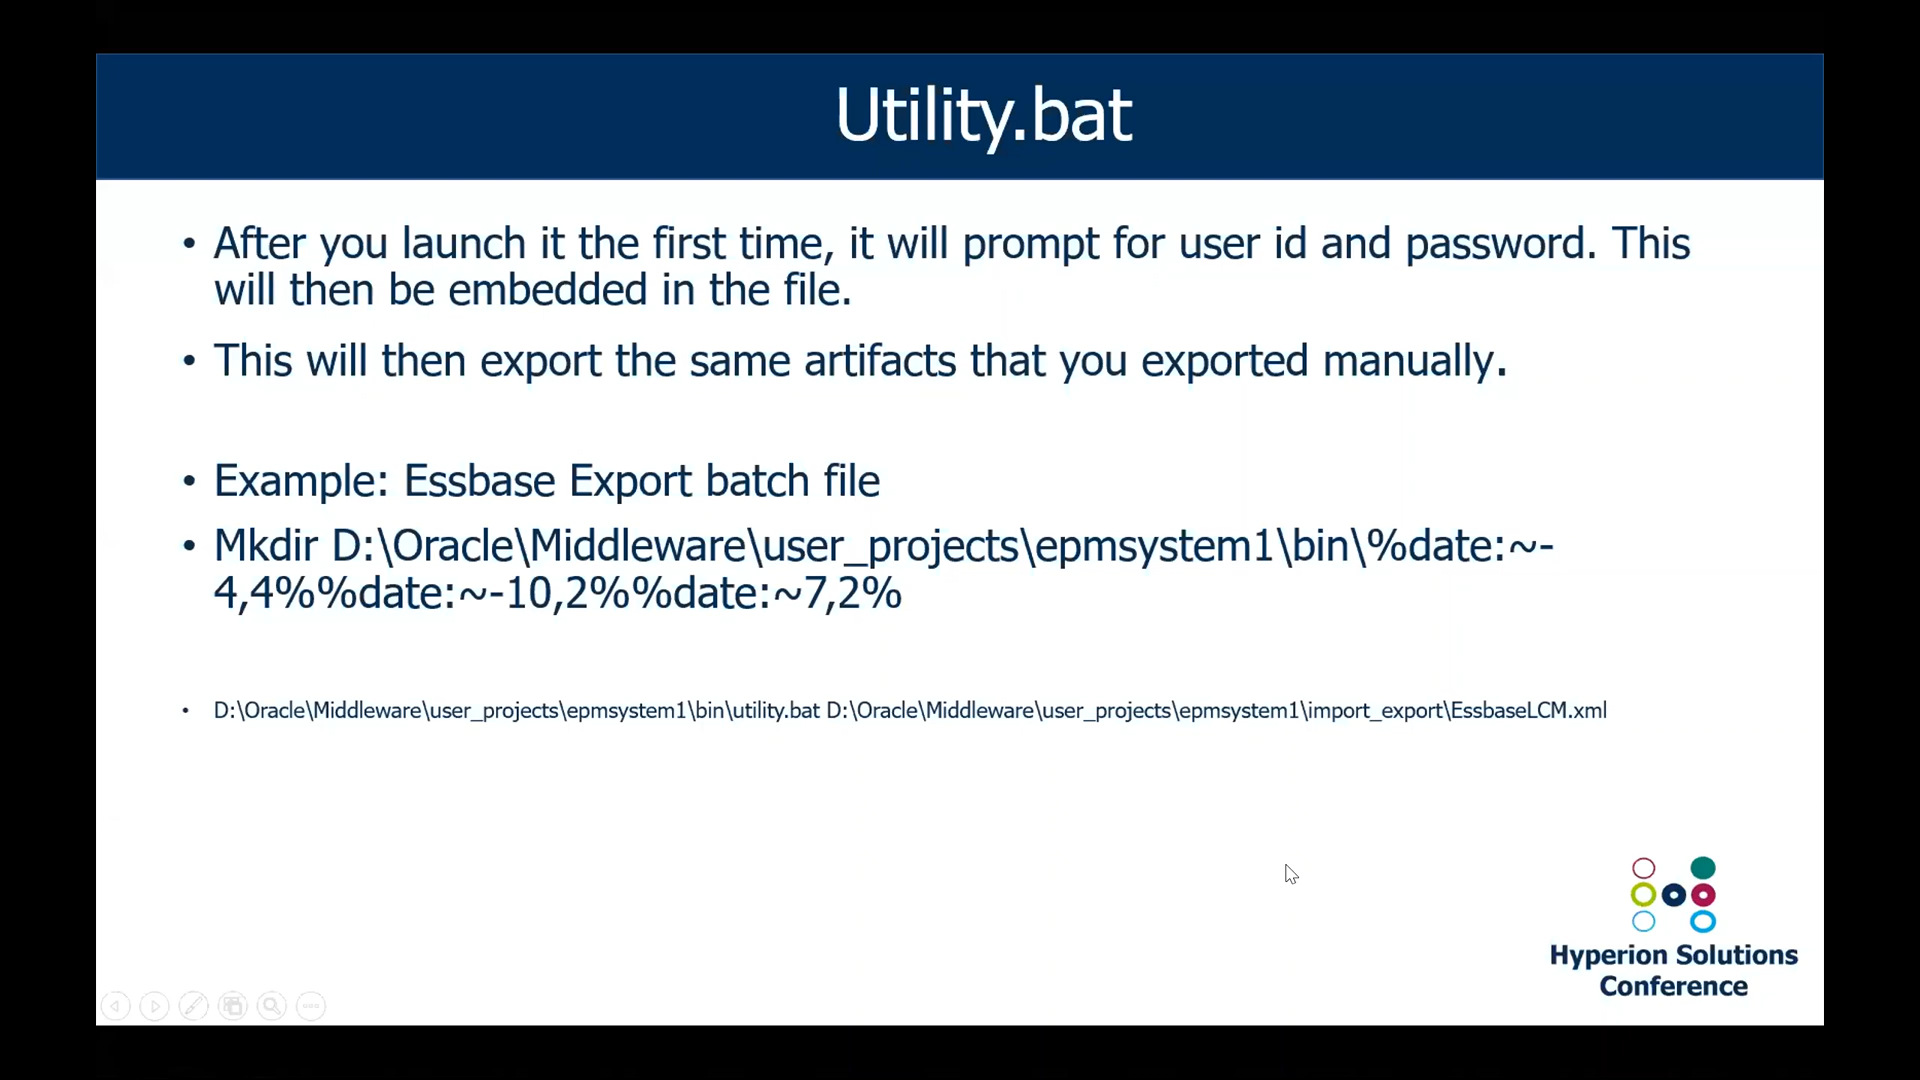 Utility.bat
• After you launch it the first time, it will prompt for user id and password. This
will then be embedded in the file.
• This will then export the same artifacts that you exported manually.
• Example: Essbase Export batch file
• Mkdir D:\Oracle\Middleware\user_projects\epmsystem1\bin\%date:~-
4,4%%date:~-10,2%%date:~7,2%
• D:\Oracle\Middleware\user_projects\epmsystem1\bin\utility.bat D:\Oracle\Middleware\user_projects\epmsystem1\import_export\EssbaseLCM.xml
Hyperion Solutions
Conference